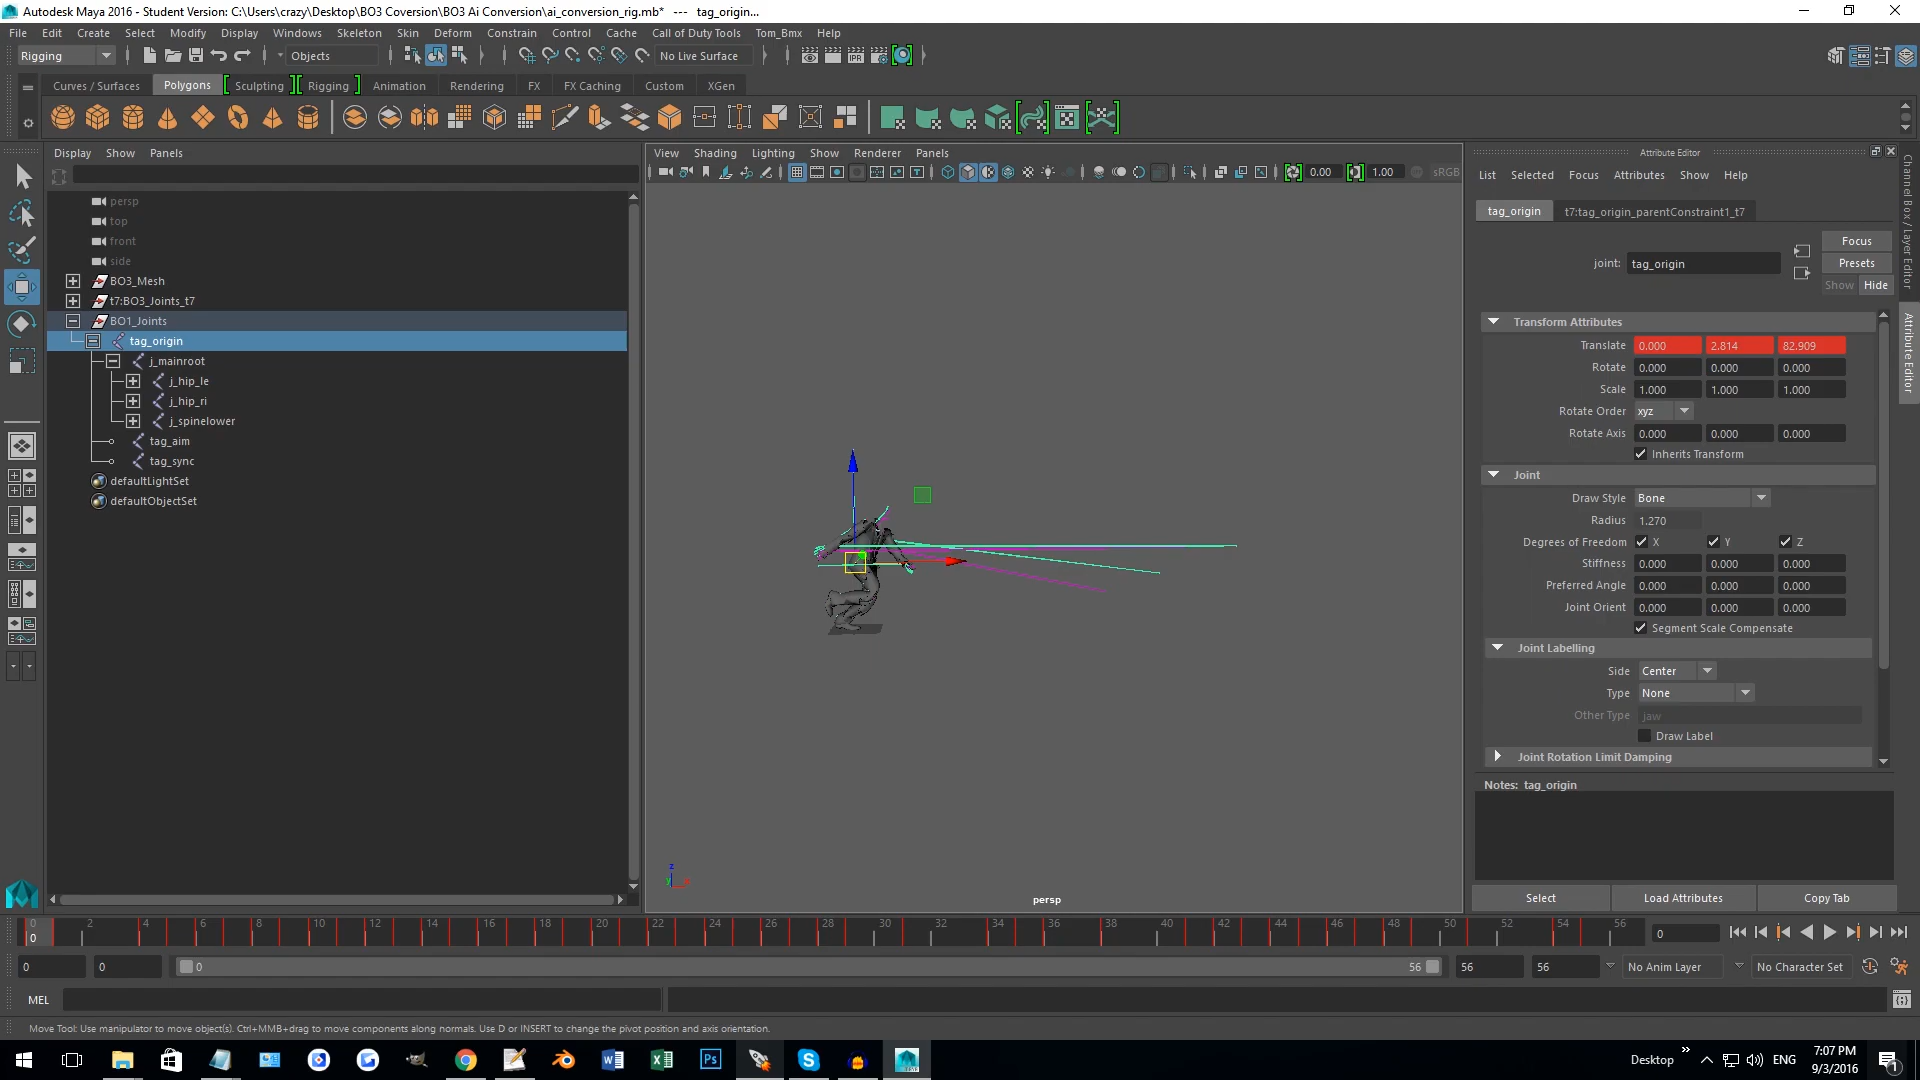 Autodesk Maya 2016 - Student Version: C:\Users\crazy\Desktop\BO3 Coversion\BO3 Ai Conversion\ai_conversion_rig.mb* --- tag_origin...
File Edit Create Select Modify Display Windows Skeleton Skin Deform Constrain Control Cache Call of Duty Tools Tom_Bmx Help
Rigging Objects No Live Surface
Curves / Surfaces Polygons Sculpting Rigging Animation Rendering FX FX Caching Custom XGen
Display Show Panels
persp
top
front
side
BO3_Mesh
t7:BO3_Joints_t7
BO1_Joints
tag_origin
j_mainroot
j_hip_le
j_hip_ri
j_spinelower
tag_aim
tag_sync
defaultLightSet
defaultObjectSet
View Shading Lighting Show Renderer Panels
0.00 1.00 sRGB
z
persp
Attribute Editor
List Selected Focus Attributes Show Help
tag_origin t7:tag_origin_parentConstraint1_t7
joint: tag_origin
Focus
Presets
Show Hide
Transform Attributes
Translate 0.000 2.814 82.909
Rotate 0.000 0.000 0.000
Scale 1.000 1.000 1.000
Rotate Order xyz
Rotate Axis 0.000 0.000 0.000
Inherits Transform
Joint
Draw Style Bone
Radius 1.270
Degrees of Freedom X Y Z
Stiffness 0.000 0.000 0.000
Preferred Angle 0.000 0.000 0.000
Joint Orient 0.000 0.000 0.000
Segment Scale Compensate
Joint Labelling
Side Center
Type None
Other Type jaw
Draw Label
Joint Rotation Limit Damping
Notes: tag_origin
Select Load Attributes Copy Tab
Channel Box / Layer Editor
Attribute Editor
0 2 4 6 8 10 12 14 16 18 20 22 24 26 28 30 32 34 36 38 40 42 44 46 48 50 52 54 56
0 0
0 0 0 56 56 56 No Anim Layer No Character Set
MEL
Move Tool: Use manipulator to move object(s). Ctrl+MMB+drag to move components along normals. Use D or INSERT to change the pivot position and axis orientation.
Desktop ENG 7:07 PM
9/3/2016
1